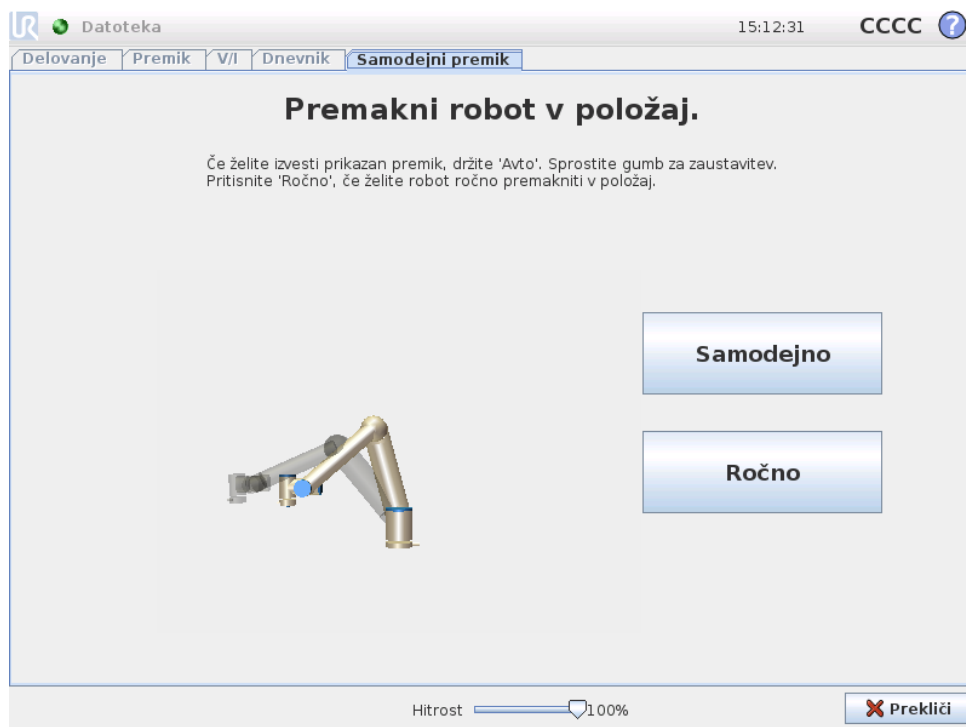 UR Datoteka 15:12:31 CCCC ?
Delovanje Premik V/I Dnevnik Samodejni premik
Premakni robot v položaj.
Če želite izvesti prikazan premik, držite 'Avto'. Sprostite gumb za zaustavitev.
Pritisnite 'Ročno', če želite robot ročno premakniti v položaj.
Samodejno
Ročno
Hitrost 100% Prekliči